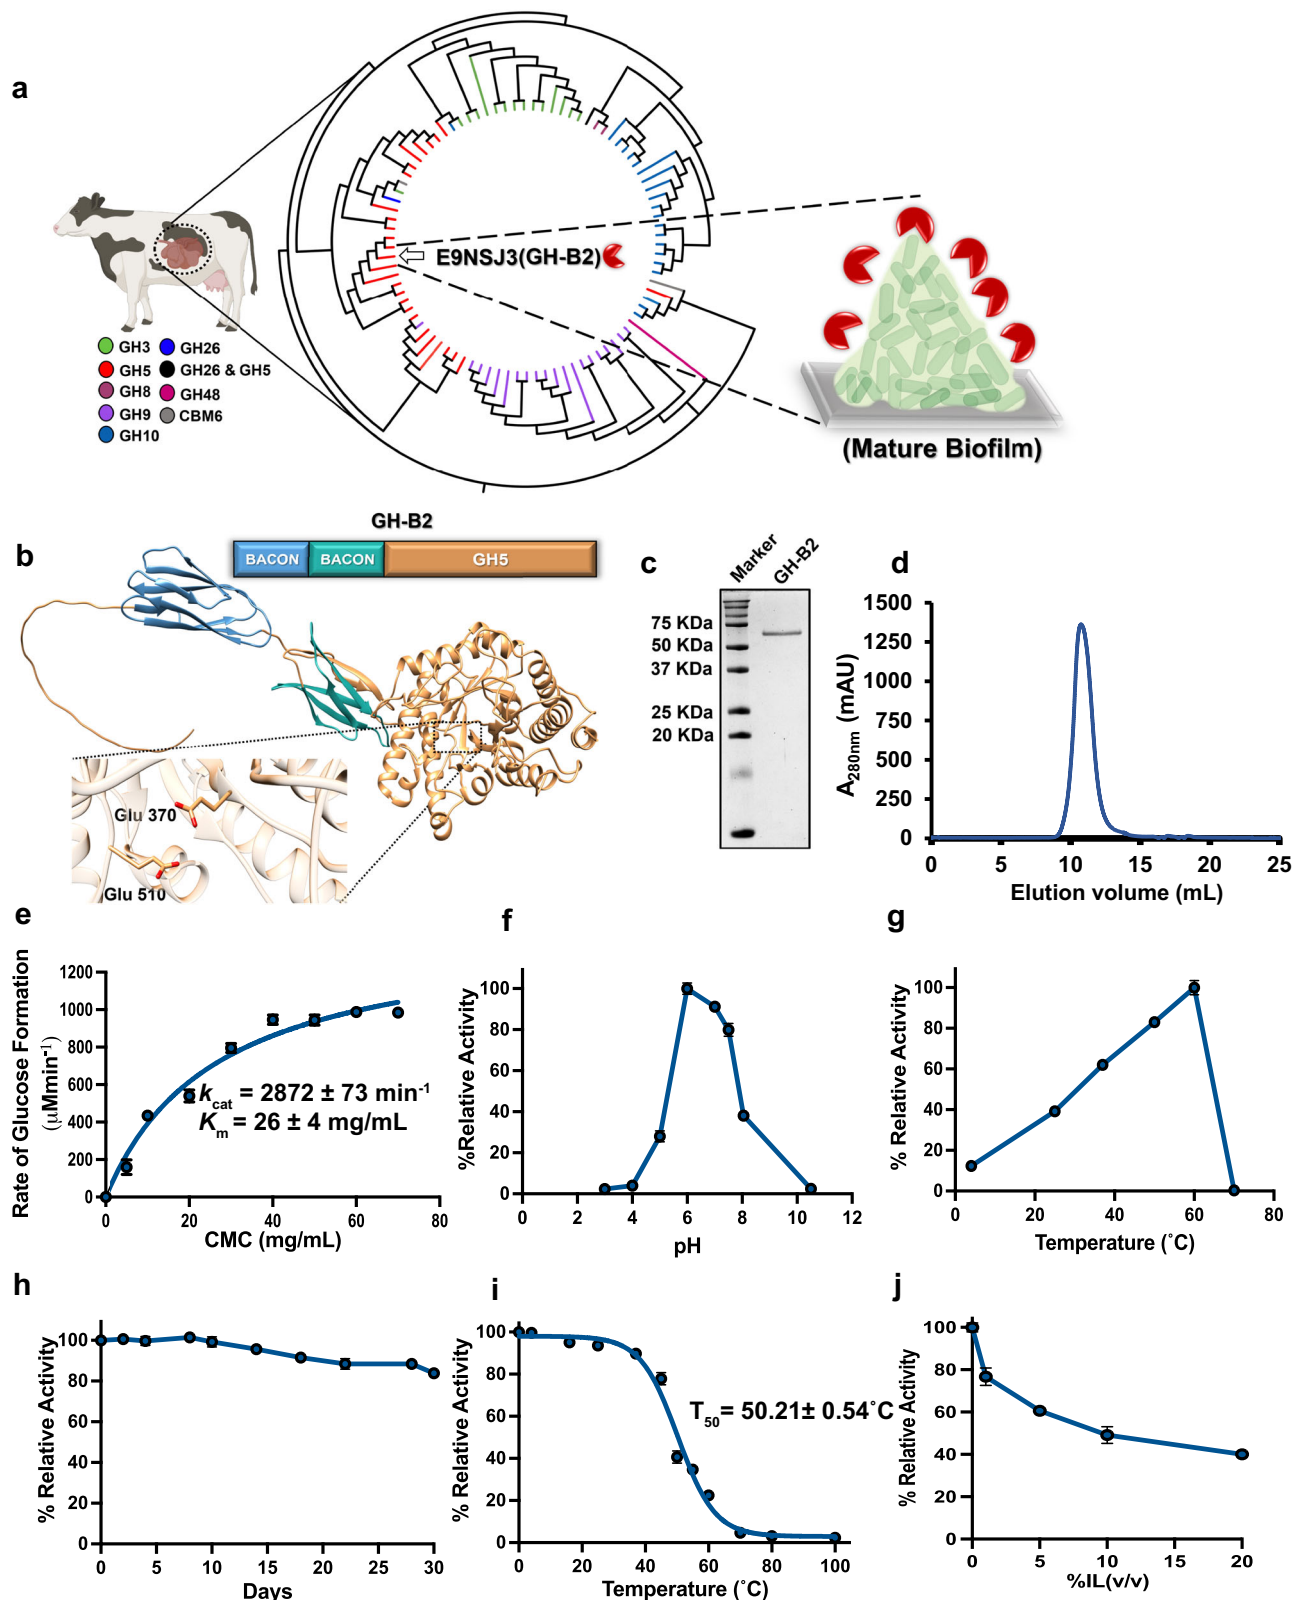 a
E9NSJ3(GH-B2)
GH3
GH26
GH5
GH26 & GH5
GH8
GH48
GH9
CBM6
GH10
(Mature Biofilm)
b
GH-B2
BACON
BACON
GH5
Glu 370
Glu 510
c
Marker
GH-B2
75 KDa
50 KDa
37 KDa
25 KDa
20 KDa
d
A280nm (mAU)
1500
1250
1000
750
500
250
0
0 5 10 15 20 25
Elution volume (mL)
e
Rate of Glucose Formation
(µMmin-1)
1200
1000
800
600
400
200
0
0 20 40 60 80
CMC (mg/mL)
kcat = 2872 ± 73 min-1
Km = 26 ± 4 mg/mL
f
%Relative Activity
100
80
60
40
20
0
0 2 4 6 8 10 12
pH
g
% Relative Activity
100
80
60
40
20
0
0 20 40 60 80
Temperature (˚C)
h
% Relative Activity
100
80
60
40
20
0
0 5 10 15 20 25 30
Days
i
% Relative Activity
100
80
60
40
20
0
0 20 40 60 80 100
Temperature (˚C)
T50= 50.21± 0.54˚C
j
% Relative Activity
100
80
60
40
20
0
0 5 10 15 20
%IL(v/v)